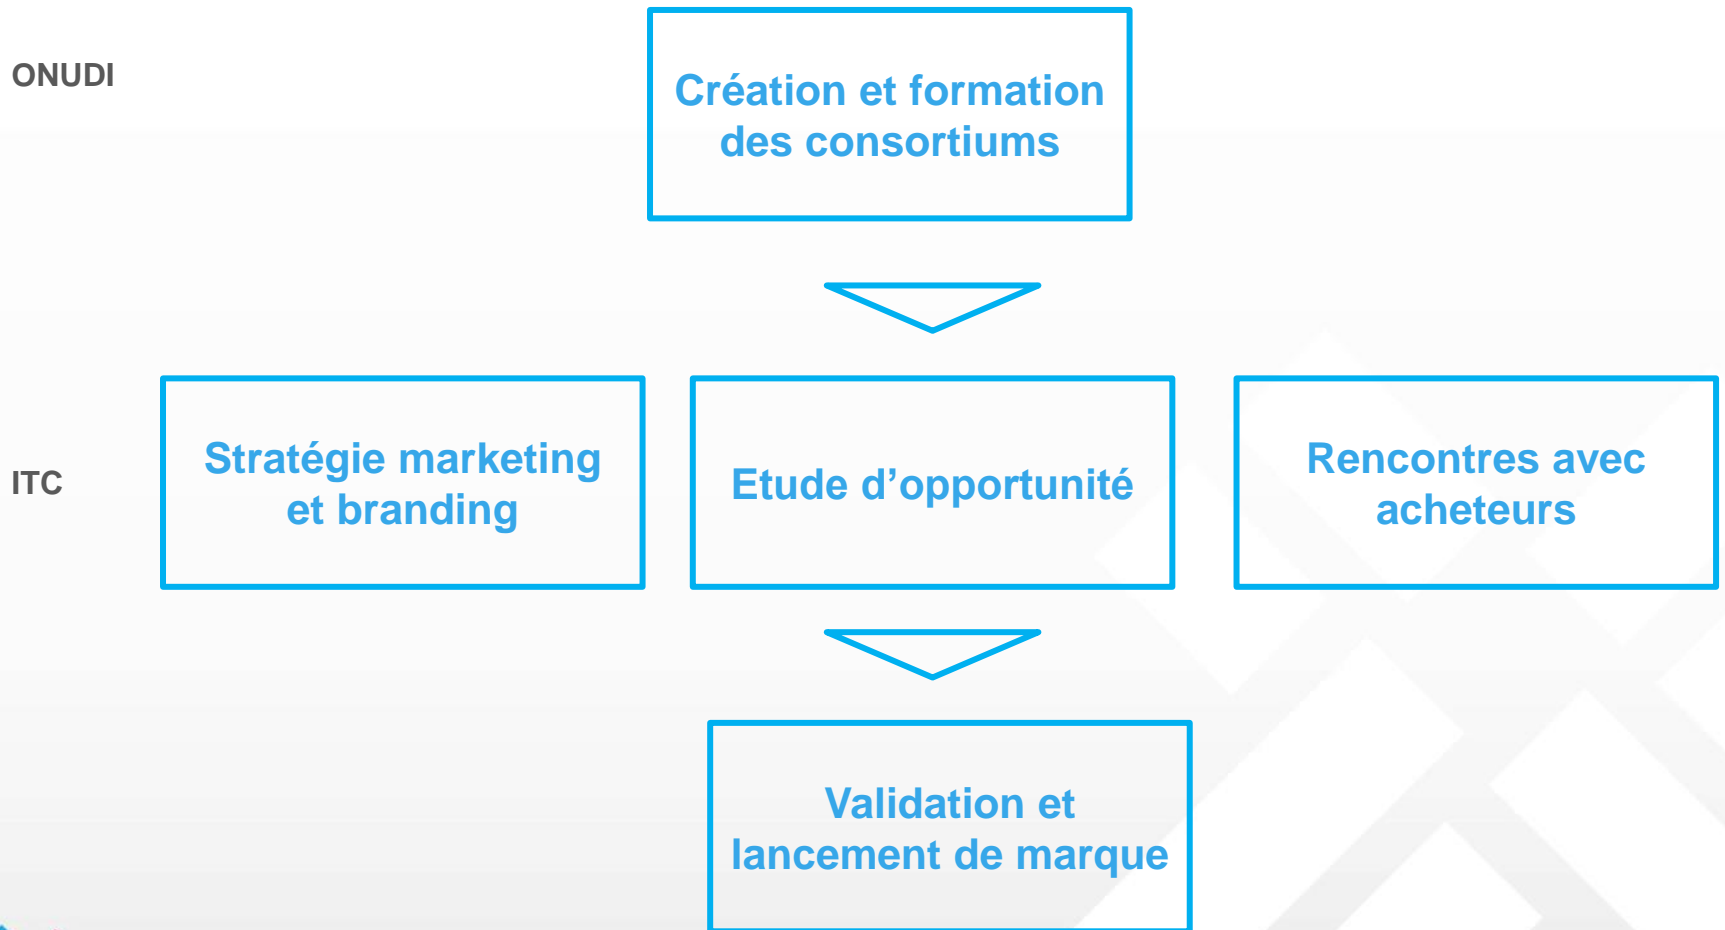 ONUDI
Création et formation
des consortiums
ITC
Stratégie marketing
et branding
Etude d’opportunité
Rencontres avec
acheteurs
Validation et
lancement de marque